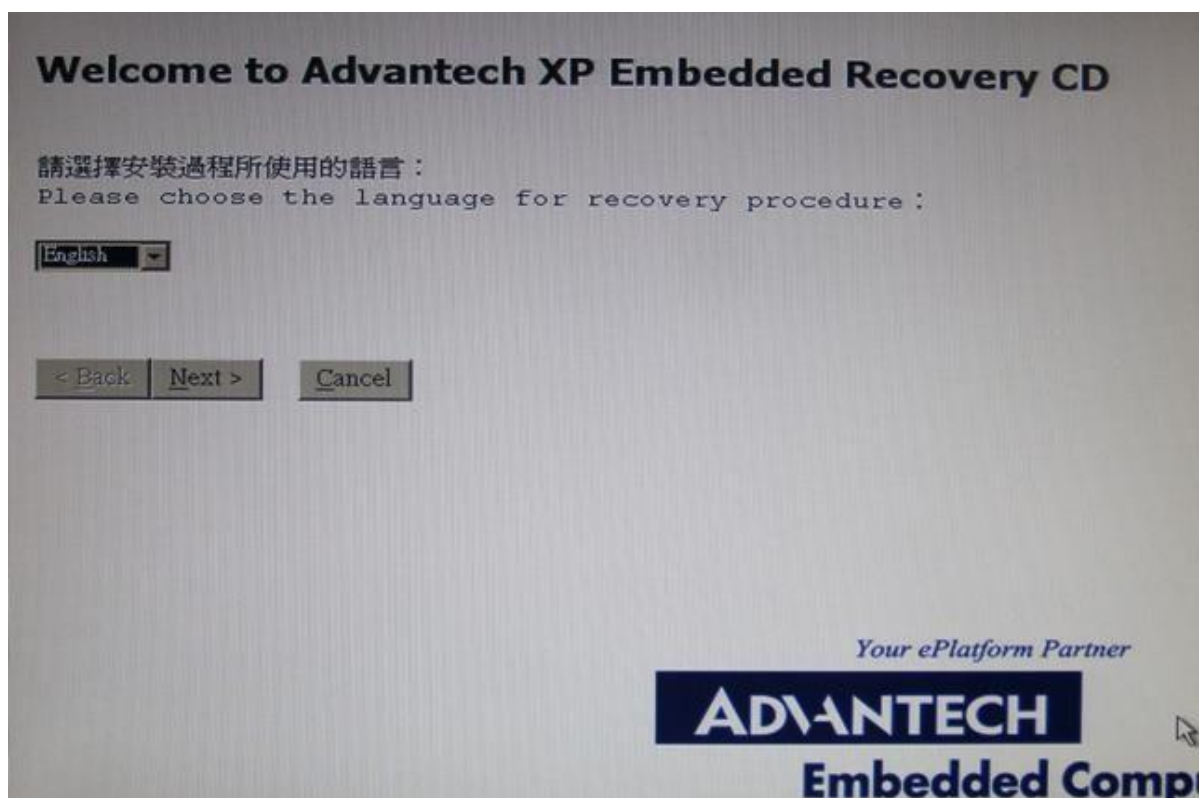 Welcome to Advantech XP Embedded Recovery CD
請選擇安裝過程所使用的語言：
Please choose the language for recovery procedure：
English
< Back Next > Cancel
Your ePlatform Partner
ADVANTECH
Embedded